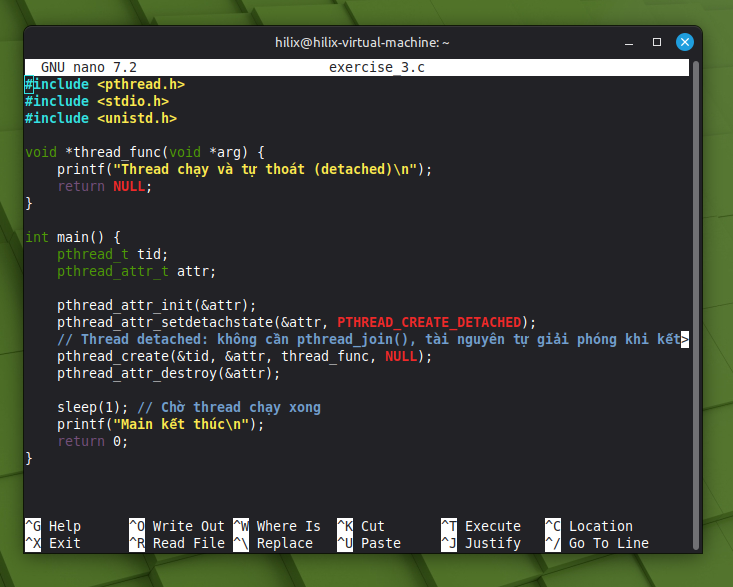 hilix@hilix-virtual-machine: ~
GNU nano 7.2 exercise_3.c
#include <pthread.h>
#include <stdio.h>
#include <unistd.h>
void *thread_func(void *arg) {
    printf("Thread chạy và tự thoát (detached)\n");
    return NULL;
}
int main() {
    pthread_t tid;
    pthread_attr_t attr;
    pthread_attr_init(&attr);
    pthread_attr_setdetachstate(&attr, PTHREAD_CREATE_DETACHED);
    // Thread detached: không cần pthread_join(), tài nguyên tự giải phóng khi kết>
    pthread_create(&tid, &attr, thread_func, NULL);
    pthread_attr_destroy(&attr);
    sleep(1); // Chờ thread chạy xong
    printf("Main kết thúc\n");
    return 0;
}
^G Help ^O Write Out ^W Where Is ^K Cut ^T Execute ^C Location
^X Exit ^R Read File ^\ Replace ^U Paste ^J Justify ^/ Go To Line